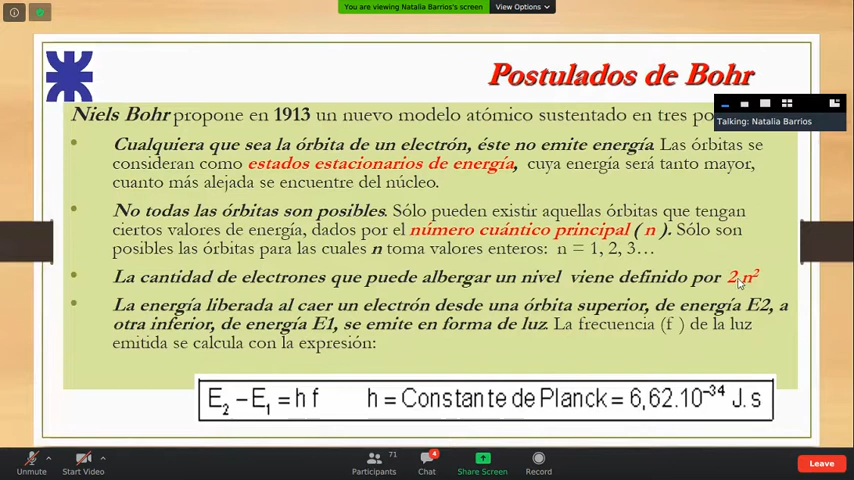 You are viewing Natalia Barrios's screen
View Options
Postulados de Bohr
Talking: Natalia Barrios
Niels Bohr propone en 1913 un nuevo modelo atómico sustentado en tres po
Cualquiera que sea la órbita de un electrón, éste no emite energía. Las órbitas se
consideran como estados estacionarios de energía, cuya energía será tanto mayor,
cuanto más alejada se encuentre del núcleo.
No todas las órbitas son posibles. Sólo pueden existir aquellas órbitas que tengan
ciertos valores de energía, dados por el número cuántico principal ( n ). Sólo son
posibles las órbitas para las cuales n toma valores enteros: n = 1, 2, 3…
La cantidad de electrones que puede albergar un nivel viene definido por 2 n²
La energía liberada al caer un electrón desde una órbita superior, de energía E2, a
otra inferior, de energía E1, se emite en forma de luz. La frecuencia (f ) de la luz
emitida se calcula con la expresión:
E₂ – E₁ = h f h = Constante de Planck = 6,62.10⁻³⁴ J.s
Unmute
Start Video
71
Participants
4
Chat
Share Screen
Record
Leave